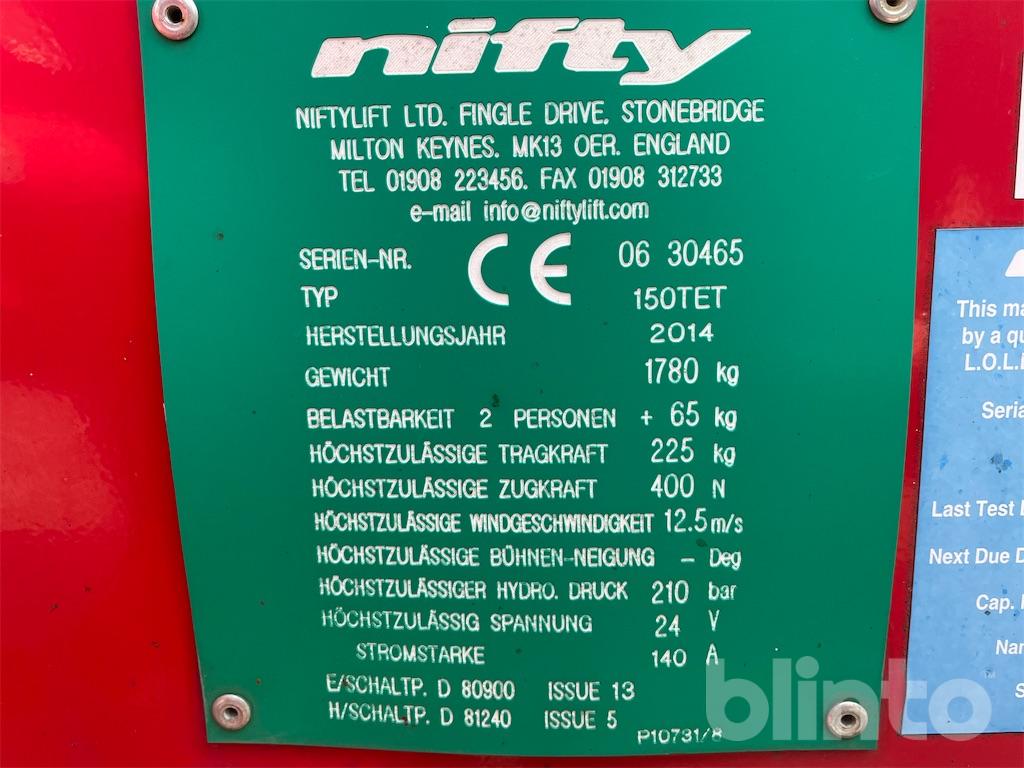 nifty
NIFTYLIFT LTD. FINGLE DRIVE. STONEBRIDGE
MILTON KEYNES. MK13 OER. ENGLAND
TEL 01908 223456. FAX 01908 312733
e-mail info@niftylift.com
SERIEN-NR. CE 06 30465
TYP 150TET
HERSTELLUNGSJAHR 2014
GEWICHT 1780 kg
BELASTBARKEIT 2 PERSONEN + 65 kg
HÖCHSTZULÄSSIGE TRAGKRAFT 225 kg
HÖCHSTZULÄSSIGE ZUGKRAFT 400 N
HÖCHSTZULÄSSIGE WINDGESCHWINDIGKEIT 12.5 m/s
HÖCHSTZULÄSSIGE BÜHNEN-NEIGUNG - Deg
HÖCHSTZULÄSSIGER HYDRO. DRUCK 210 bar
HÖCHSTZULÄSSIG SPANNUNG 24 V
STROMSTARKE 140 A
E/SCHALTP. D 80900 ISSUE 13
H/SCHALTP. D 81240 ISSUE 5
P10731/8
This
by a
L.O.L.
Last Test
Next Due
Cap.
blinto